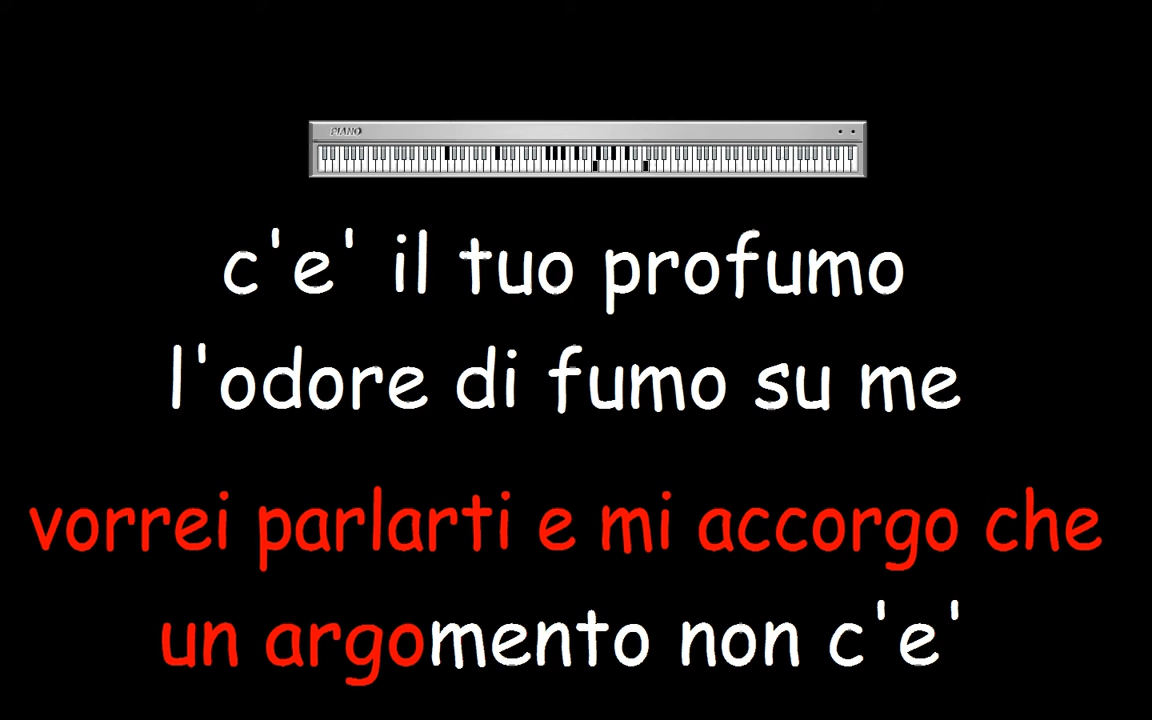 PIANO
c'e' il tuo profumo
l'odore di fumo su me
vorrei parlarti e mi accorgo che
un argomento non c'e'